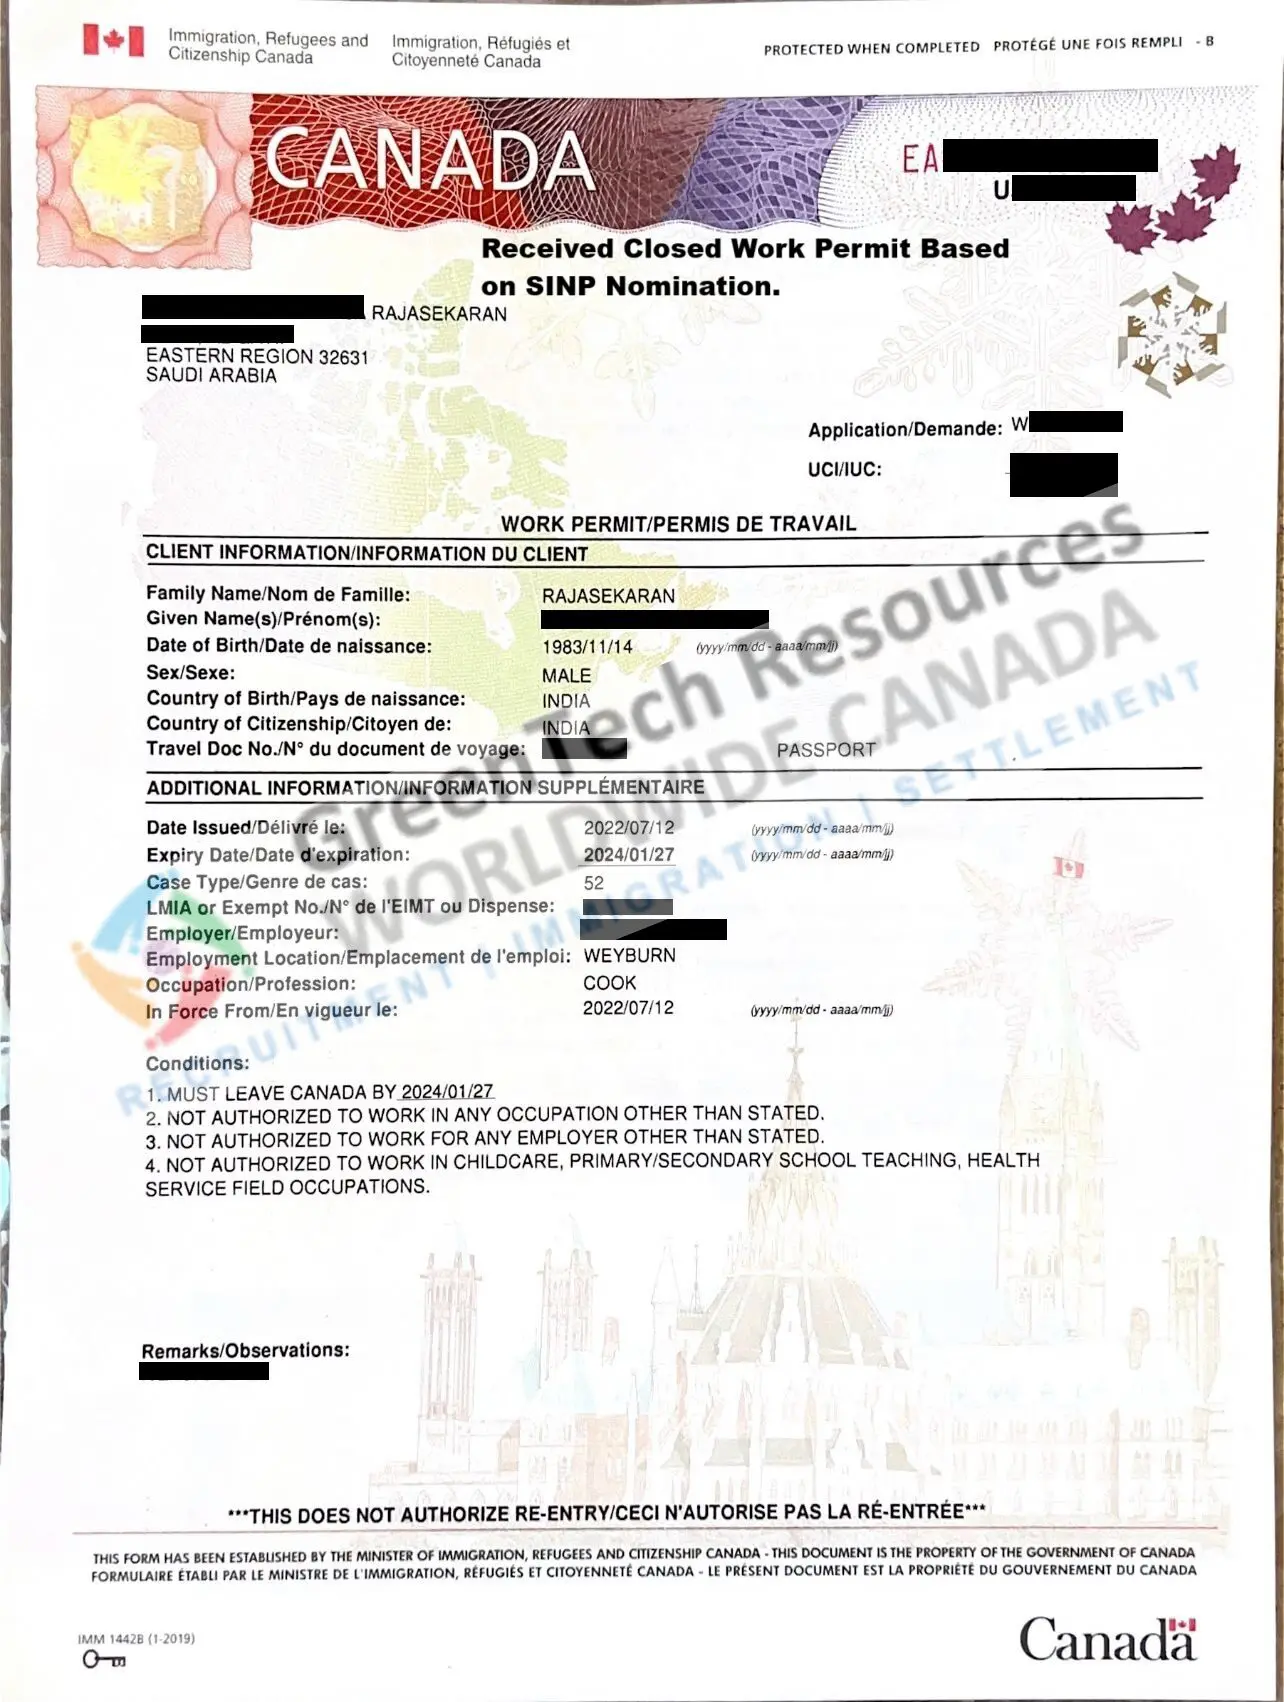 Immigration, Refugees and
Citizenship Canada
Immigration, Réfugiés et
Citoyenneté Canada
PROTECTED WHEN COMPLETED PROTÉGÉ UNE FOIS REMPLI - B
CANADA
EA
U
Received Closed Work Permit Based
on SINP Nomination.
RAJASEKARAN
EASTERN REGION 32631
SAUDI ARABIA
Application/Demande: W
UCI/IUC:
WORK PERMIT/PERMIS DE TRAVAIL
CLIENT INFORMATION/INFORMATION DU CLIENT
Family Name/Nom de Famille: RAJASEKARAN
Given Name(s)/Prénom(s):
Date of Birth/Date de naissance: 1983/11/14 (yyyy/mm/dd - aaaa/mm/jj)
Sex/Sexe: MALE
Country of Birth/Pays de naissance: INDIA
Country of Citizenship/Citoyen de: INDIA
Travel Doc No./N° du document de voyage: PASSPORT
ADDITIONAL INFORMATION/INFORMATION SUPPLÉMENTAIRE
Date Issued/Délivré le: 2022/07/12 (yyyy/mm/dd - aaaa/mm/jj)
Expiry Date/Date d'expiration: 2024/01/27 (yyyy/mm/dd - aaaa/mm/jj)
Case Type/Genre de cas: 52
LMIA or Exempt No./N° de l'EIMT ou Dispense:
Employer/Employeur:
Employment Location/Emplacement de l'emploi: WEYBURN
Occupation/Profession: COOK
In Force From/En vigueur le: 2022/07/12 (yyyy/mm/dd - aaaa/mm/jj)
GreenTech Resources
WORLDWIDE CANADA
RECRUITMENT | IMMIGRATION | SETTLEMENT
Conditions:
1. MUST LEAVE CANADA BY 2024/01/27
2. NOT AUTHORIZED TO WORK IN ANY OCCUPATION OTHER THAN STATED.
3. NOT AUTHORIZED TO WORK FOR ANY EMPLOYER OTHER THAN STATED.
4. NOT AUTHORIZED TO WORK IN CHILDCARE, PRIMARY/SECONDARY SCHOOL TEACHING, HEALTH
SERVICE FIELD OCCUPATIONS.
Remarks/Observations:
***THIS DOES NOT AUTHORIZE RE-ENTRY/CECI N'AUTORISE PAS LA RÉ-ENTRÉE***
THIS FORM HAS BEEN ESTABLISHED BY THE MINISTER OF IMMIGRATION, REFUGEES AND CITIZENSHIP CANADA - THIS DOCUMENT IS THE PROPERTY OF THE GOVERNMENT OF CANADA
FORMULAIRE ÉTABLI PAR LE MINISTRE DE L'IMMIGRATION, RÉFUGIÉS ET CITOYENNETÉ CANADA - LE PRÉSENT DOCUMENT EST LA PROPRIÉTÉ DU GOUVERNEMENT DU CANADA
IMM 1442B (1-2019)
Canada